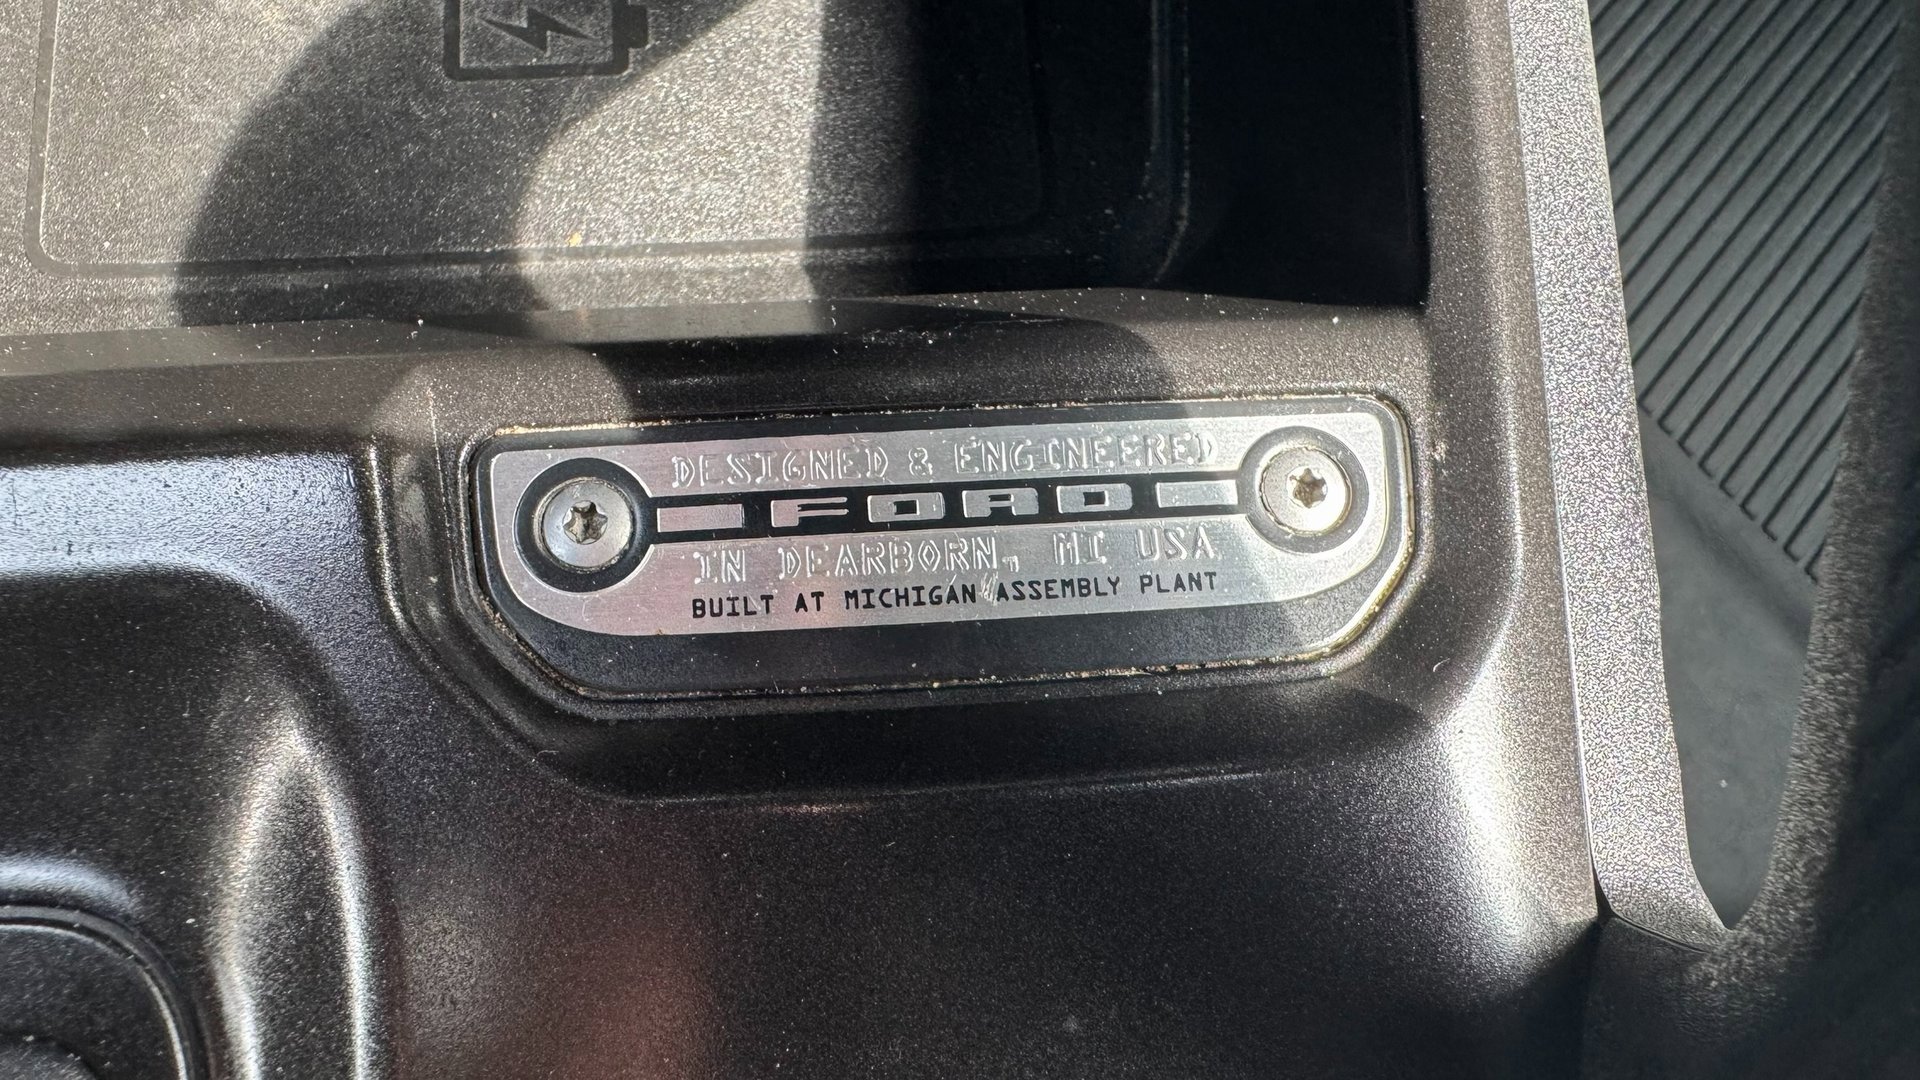 DESIGNED & ENGINEERED
FORD
IN DEARBORN, MI USA
BUILT AT MICHIGAN ASSEMBLY PLANT